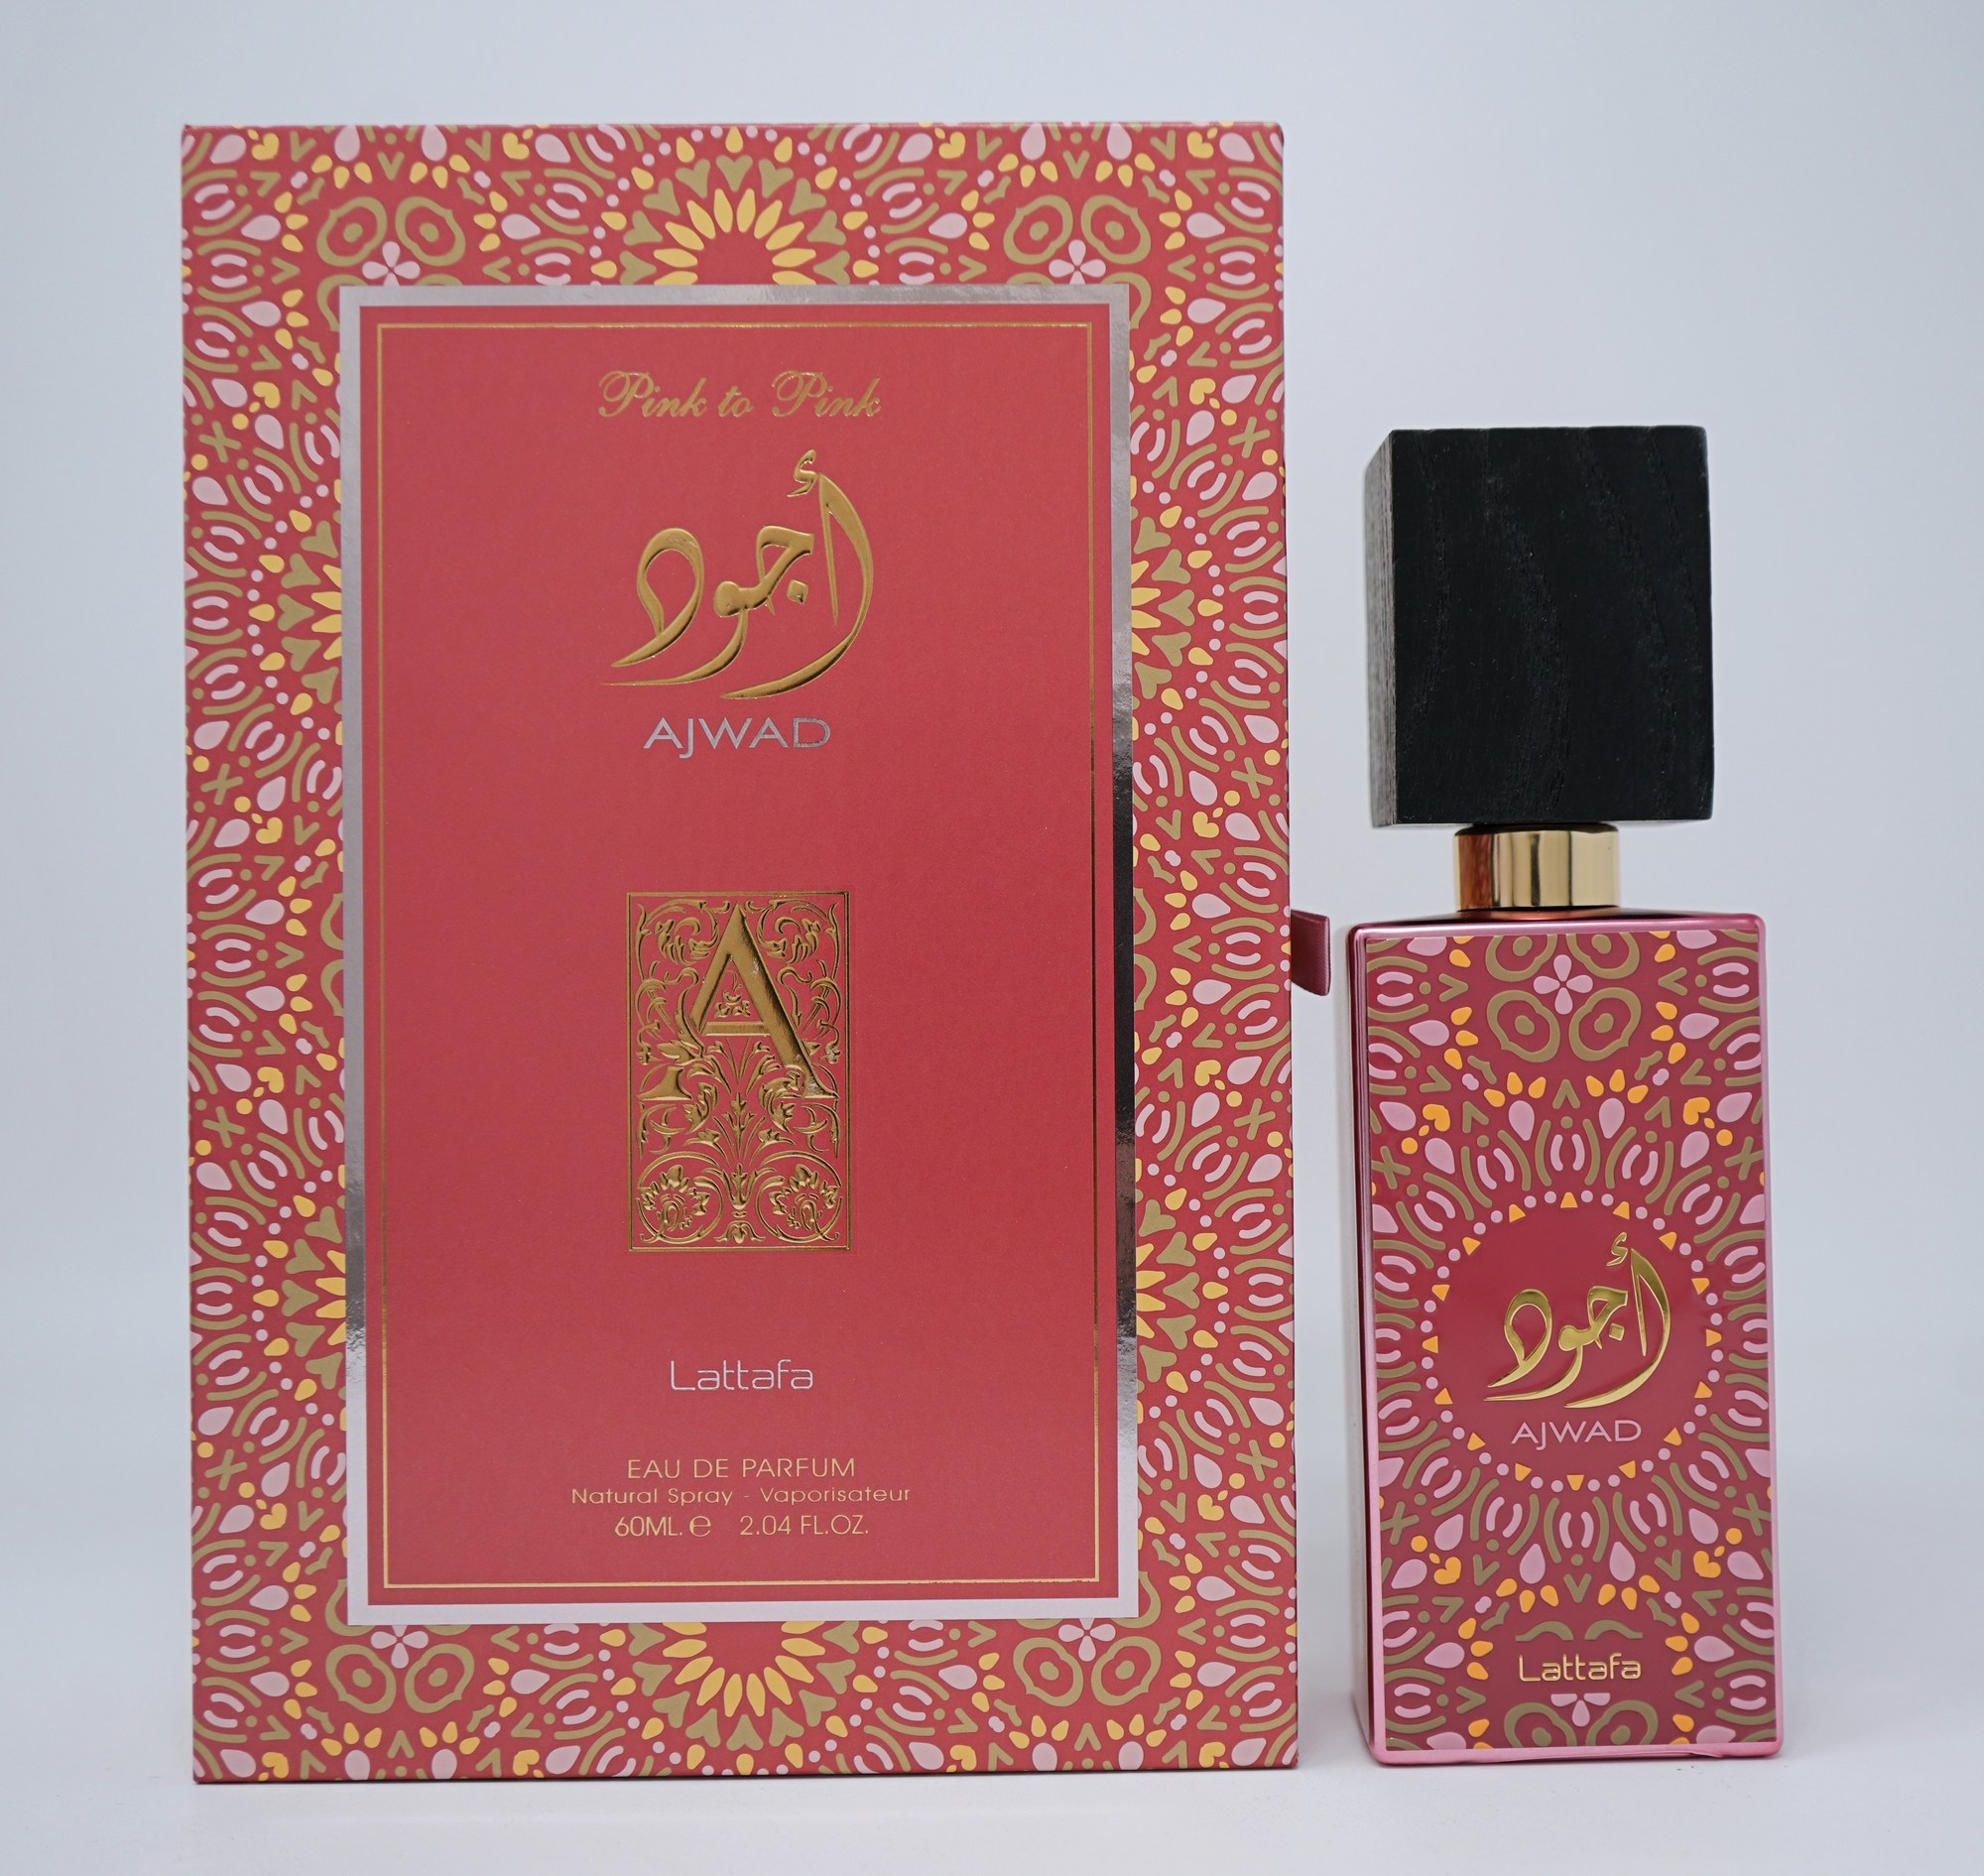 Pink to Pink
أجود
AJWAD
A
Lattafa
EAU DE PARFUM
Natural Spray - Vaporisateur
60ML. ℮ 2.04 FL.OZ.
أجود
AJWAD
Lattafa